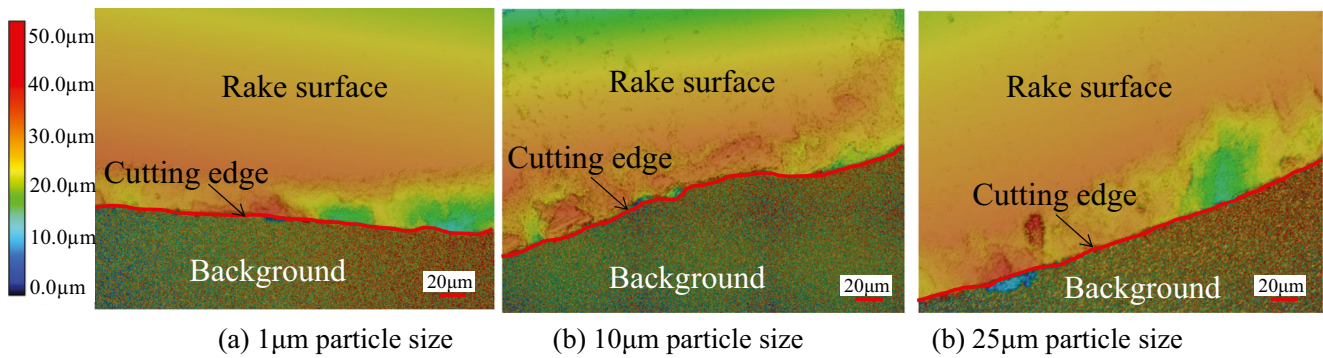 50.0μm
40.0μm
30.0μm
20.0μm
10.0μm
0.0μm
Rake surface
Cutting edge
Background
20μm
Rake surface
Cutting edge
Background
20μm
Rake surface
Cutting edge
Background
20μm
(a) 1μm particle size
(b) 10μm particle size
(b) 25μm particle size